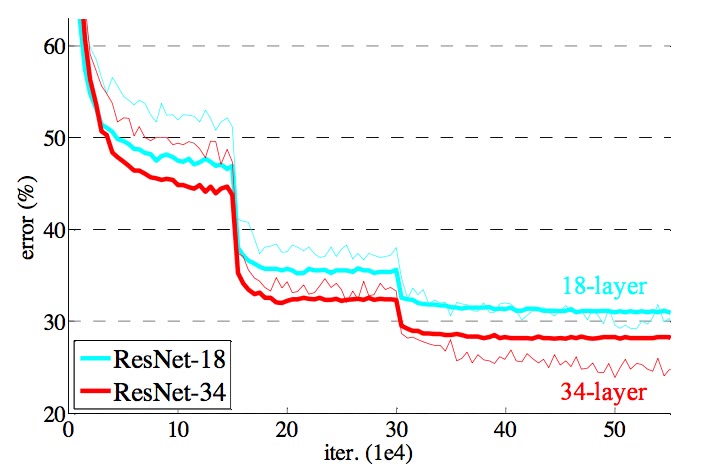 60
50
40
30
20
error (%)
18-layer
34-layer
ResNet-18
ResNet-34
0 10 20 30 40 50
iter. (1e4)